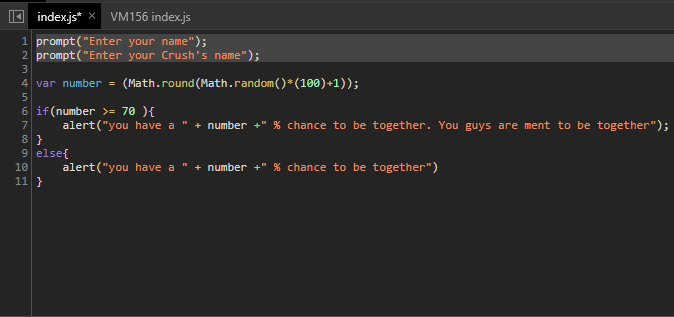 index.js* × VM156 index.js
1 prompt("Enter your name");
2 prompt("Enter your Crush's name");
3
4 var number = (Math.round(Math.random()*(100)+1));
5
6 if(number >= 70 ){
7 alert("you have a " + number +" % chance to be together. You guys are ment to be together");
8 }
9 else{
10 alert("you have a " + number +" % chance to be together")
11 }